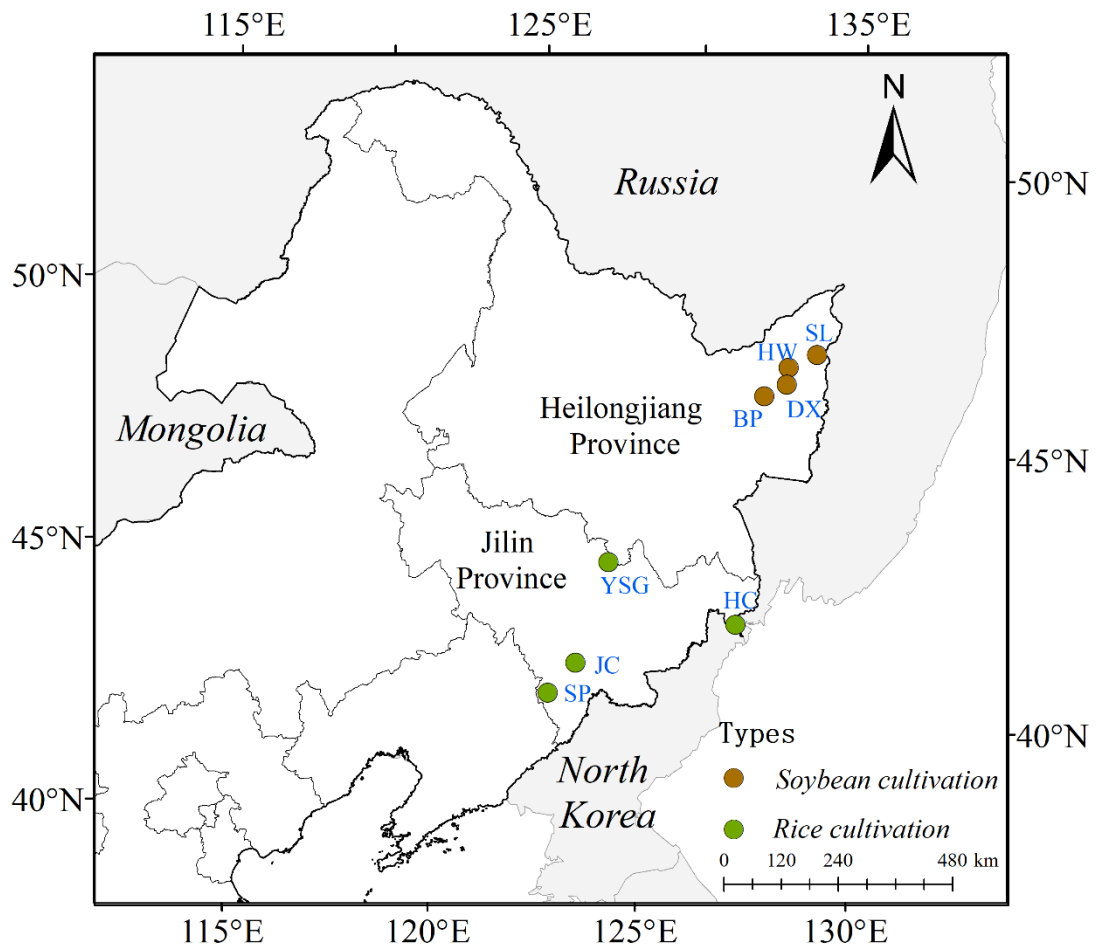 115°E 125°E 135°E
N
Russia
50°N
50°N
SL
HW
DX
BP
Heilongjiang
Province
Mongolia
45°N
45°N
Jilin
Province
YSG
HC
JC
SP
Types
40°N
North
Korea
Soybean cultivation
40°N
Rice cultivation
0 120 240 480 km
115°E 120°E 125°E 130°E